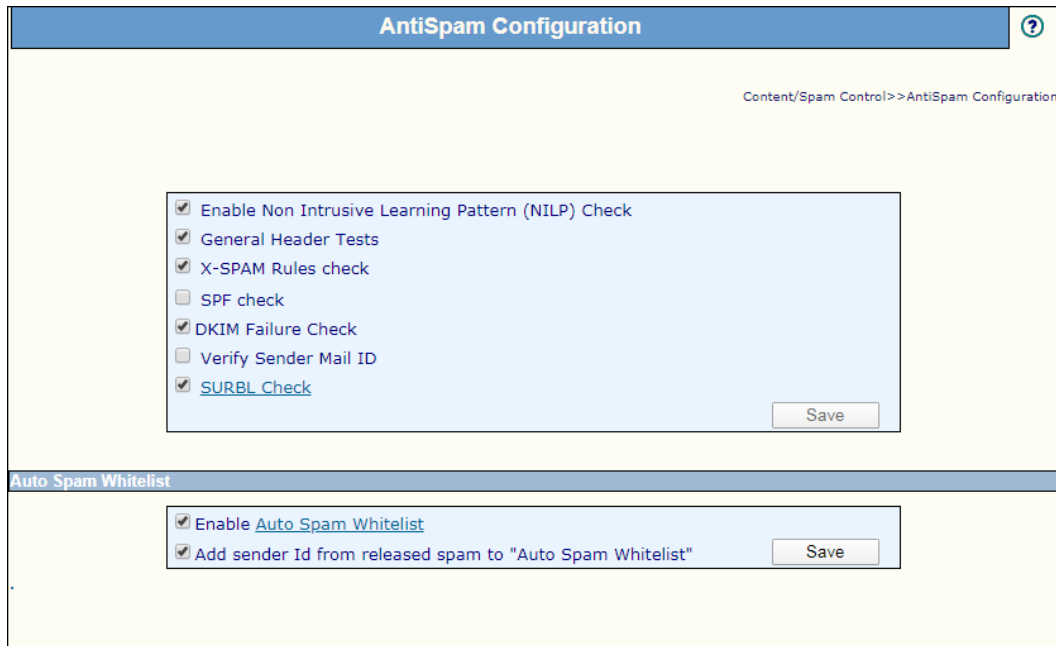 AntiSpam Configuration
?
Content/Spam Control>>AntiSpam Configuration
Enable Non Intrusive Learning Pattern (NILP) Check
General Header Tests
X-SPAM Rules check
SPF check
DKIM Failure Check
Verify Sender Mail ID
SURBL Check
Save
Auto Spam Whitelist
Enable Auto Spam Whitelist
Add sender Id from released spam to "Auto Spam Whitelist"
Save
.